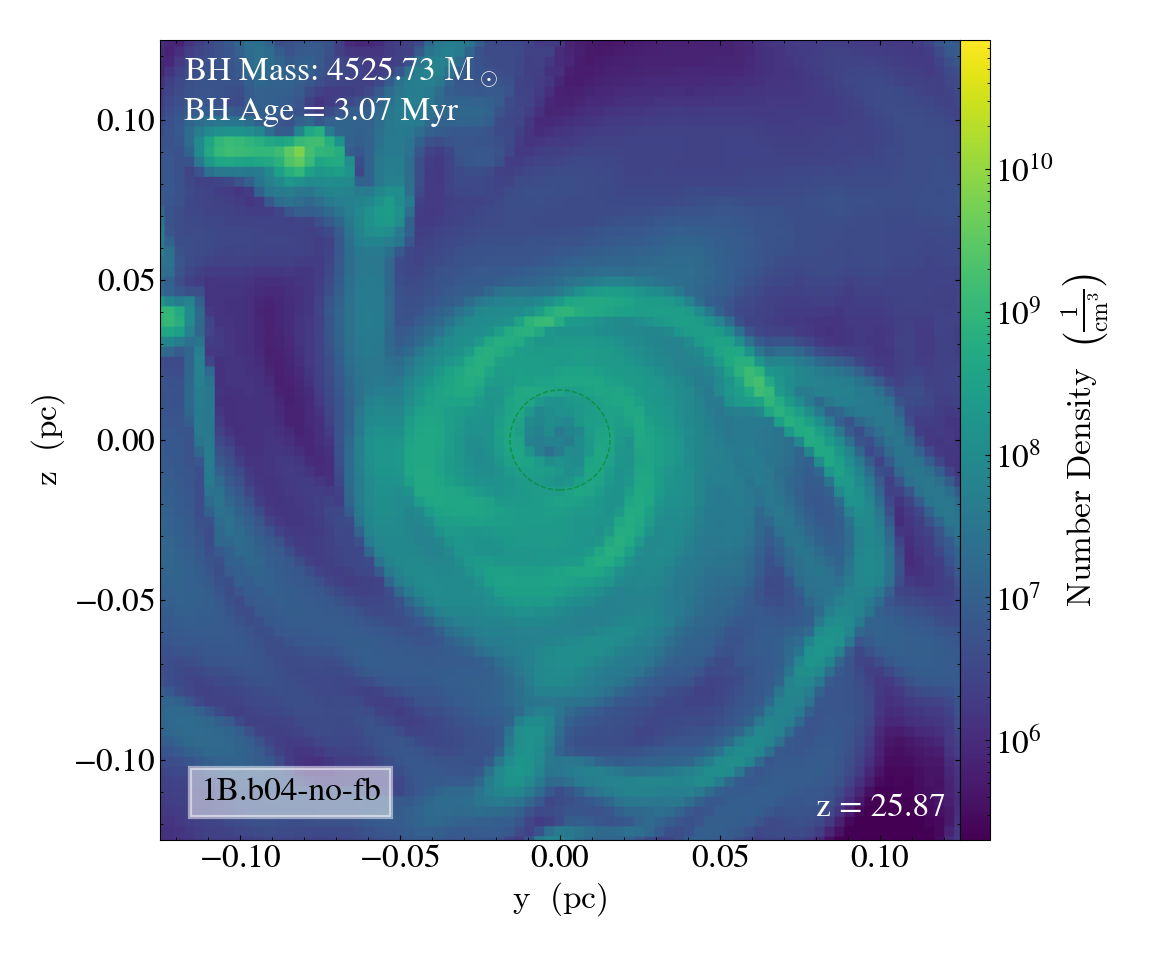 BH Mass: 4525.73 M☉
BH Age = 3.07 Myr
0.10
0.05
0.00
−0.05
−0.10
z (pc)
1B.b04-no-fb
z = 25.87
−0.10 −0.05 0.00 0.05 0.10
y (pc)
10¹⁰
10⁹
10⁸
10⁷
10⁶
Number Density (1/cm³)